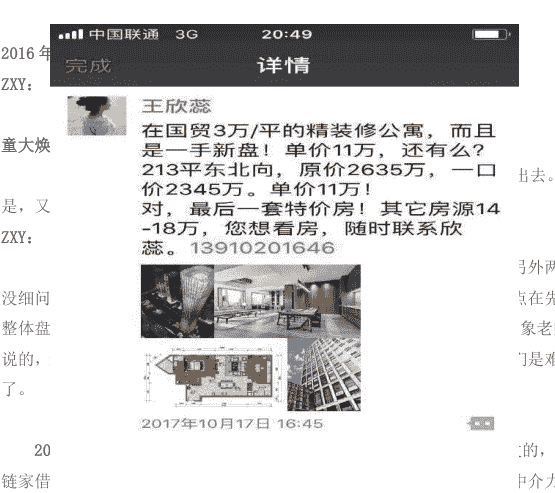 中国联通 3G 20:49
完成 详情
王欣蕊
在国贸3万/平的精装修公寓，而且
是一手新盘！单价11万，还有么？
213平东北向，原价2635万，一口
价2345万。单价11万！
对，最后一套特价房！其它房源14
-18万，您想看房，随时联系欣
蕊。13910201646
2017年10月17日 16:45
2016 年
ZXY：
童大焕
是，又
ZXY：
没细问
整体盘
说的，
了。
20
链家借
出去。
另外两
点在先
象老
们是难
的，
中介力